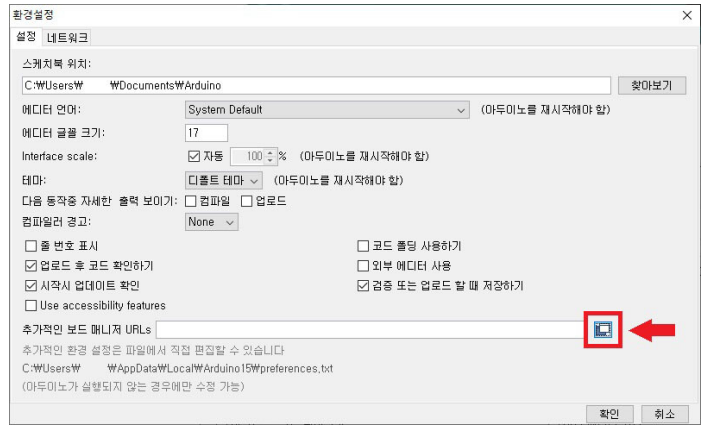 환경설정
설정 네트워크
스케치북 위치:
C:₩Users₩ ₩Documents₩Arduino 찾아보기
에디터 언어: System Default (아두이노를 재시작해야 함)
에디터 글꼴 크기: 17
Interface scale: 자동 100 % (아두이노를 재시작해야 함)
테마: 디폴트 테마 (아두이노를 재시작해야 함)
다음 동작중 자세한 출력 보이기: 컴파일 업로드
컴파일러 경고: None
줄 번호 표시 코드 폴딩 사용하기
업로드 후 코드 확인하기 외부 에디터 사용
시작시 업데이트 확인 검증 또는 업로드 할 때 저장하기
Use accessibility features
추가적인 보드 매니저 URLs
추가적인 환경 설정은 파일에서 직접 편집할 수 있습니다
C:₩Users₩ ₩AppData₩Local₩Arduino15₩preferences.txt
(아두이노가 실행되지 않는 경우에만 수정 가능)
확인 취소